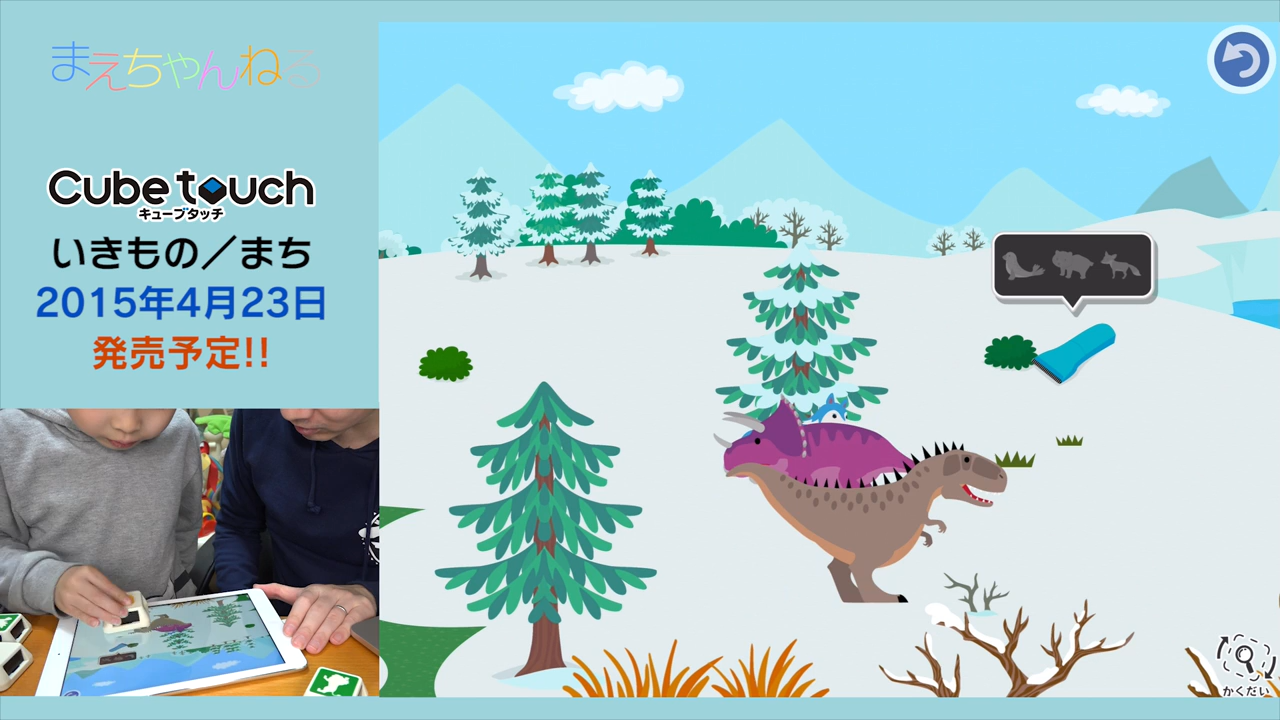 まえちゃんねる
Cube touch
キューブタッチ
いきもの／まち
2015年4月23日
発売予定!!
かくだい